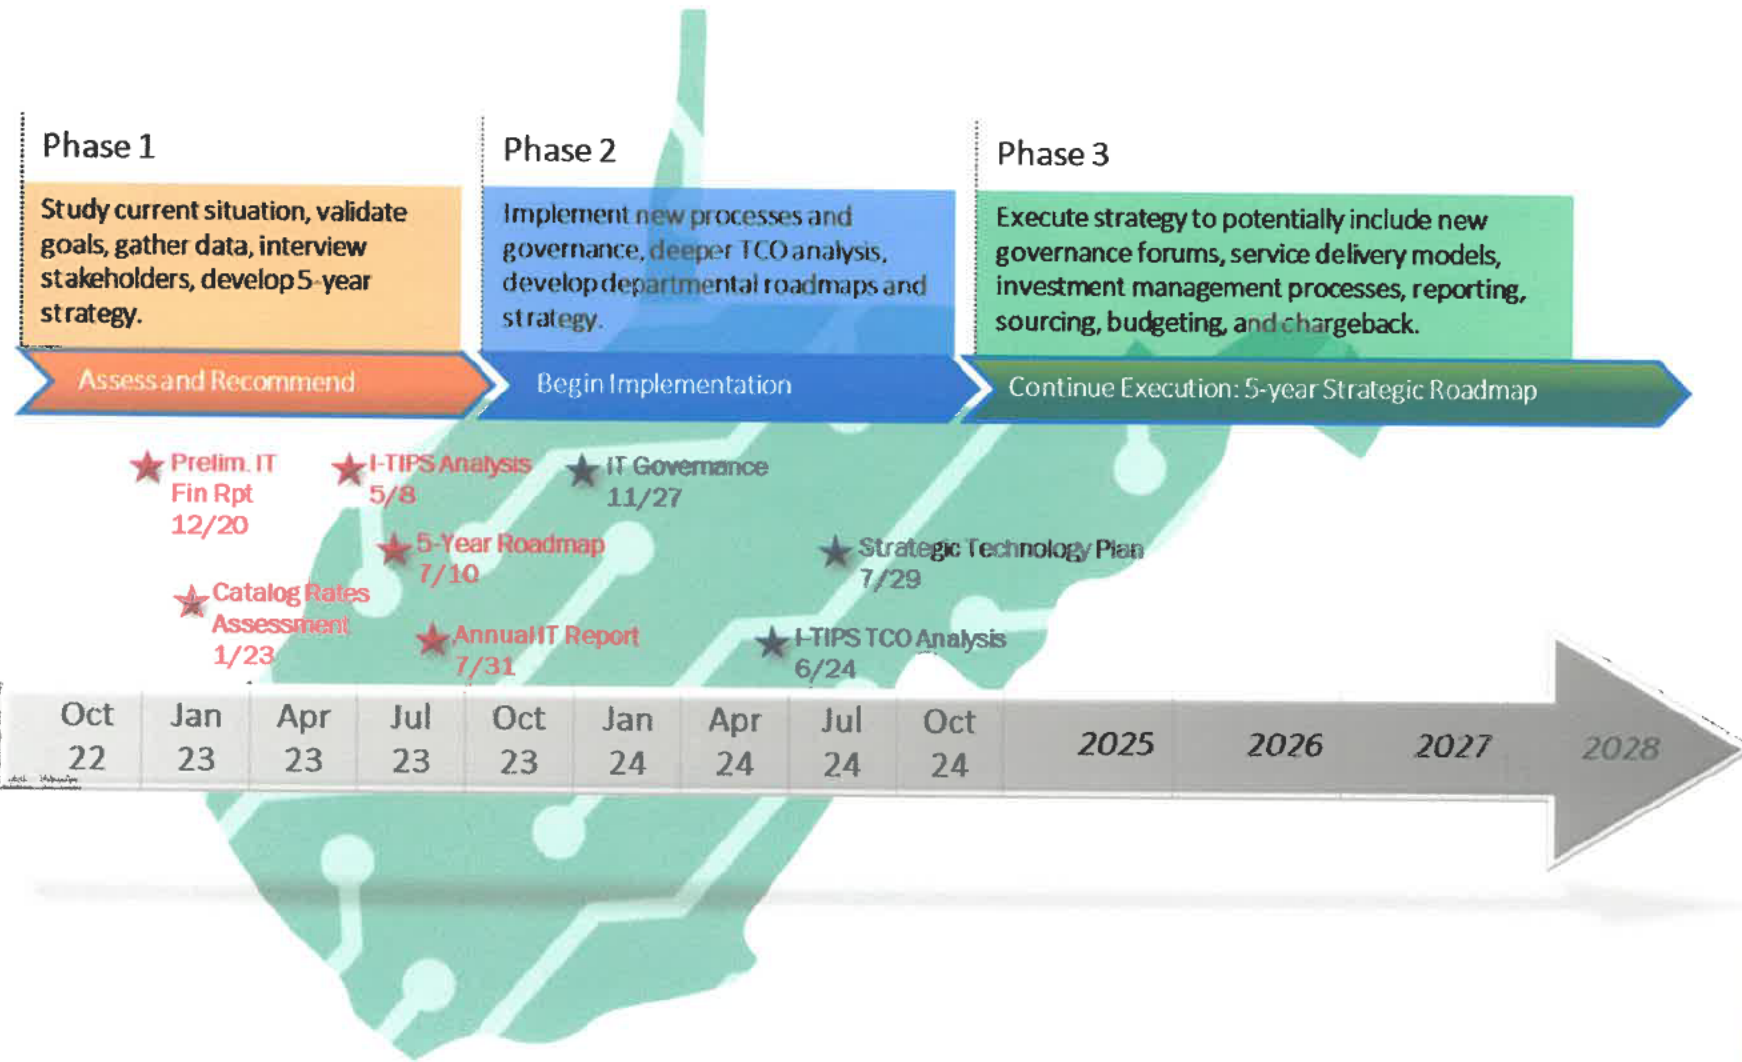 Phase 1
Study current situation, validate
goals, gather data, interview
stakeholders, develop 5-year
strategy.
Assess and Recommend
Phase 2
Implement new processes and
governance, deeper TCO analysis,
develop departmental roadmaps and
strategy.
Begin Implementation
Phase 3
Execute strategy to potentially include new
governance forums, service delivery models,
investment management processes, reporting,
sourcing, budgeting, and chargeback.
Continue Execution: 5-year Strategic Roadmap
Prelim. IT
Fin Rpt
12/20
Catalog Rates
Assessment
1/23
I-TIPS Analysis
5/8
5-Year Roadmap
7/10
Annual IT Report
7/31
IT Governance
11/27
Strategic Technology Plan
7/29
I-TIPS TCO Analysis
6/24
Oct
22
Jan
23
Apr
23
Jul
23
Oct
23
Jan
24
Apr
24
Jul
24
Oct
24
2025
2026
2027
2028